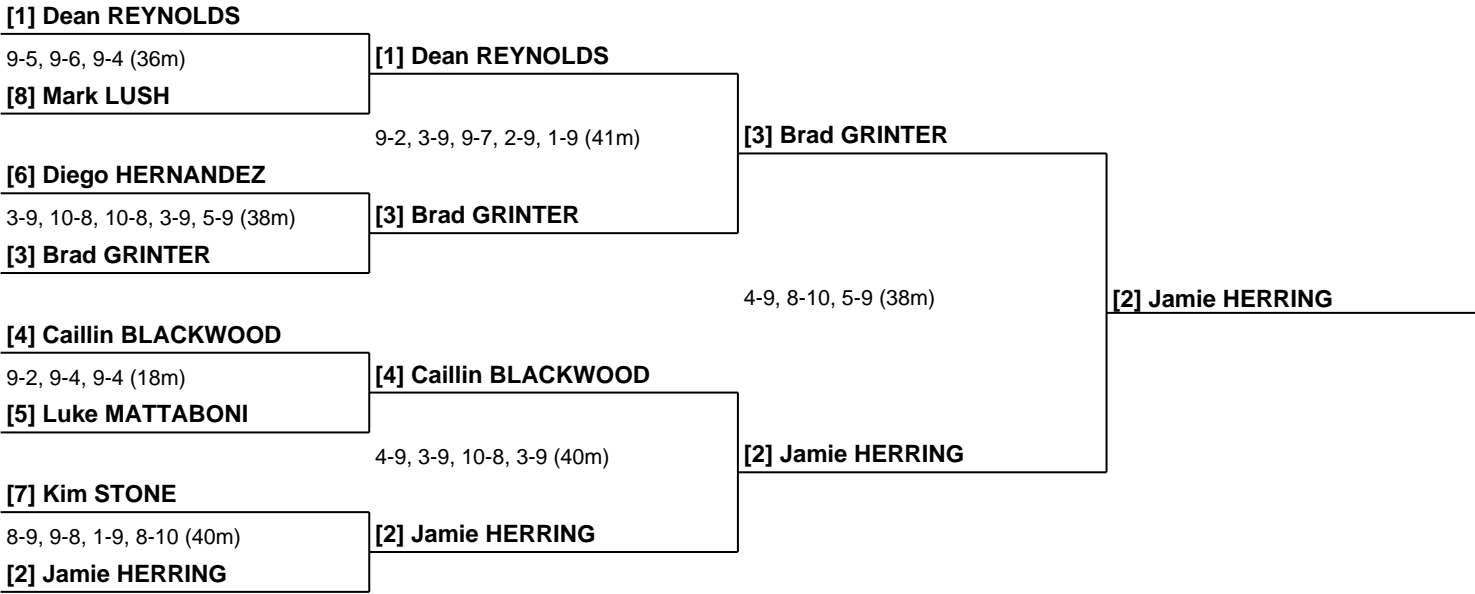 [1] Dean REYNOLDS
9-5, 9-6, 9-4 (36m)
[1] Dean REYNOLDS
[8] Mark LUSH
9-2, 3-9, 9-7, 2-9, 1-9 (41m)
[3] Brad GRINTER
[6] Diego HERNANDEZ
3-9, 10-8, 10-8, 3-9, 5-9 (38m)
[3] Brad GRINTER
[3] Brad GRINTER
4-9, 8-10, 5-9 (38m)
[2] Jamie HERRING
[4] Caillin BLACKWOOD
9-2, 9-4, 9-4 (18m)
[4] Caillin BLACKWOOD
[5] Luke MATTABONI
4-9, 3-9, 10-8, 3-9 (40m)
[2] Jamie HERRING
[7] Kim STONE
8-9, 9-8, 1-9, 8-10 (40m)
[2] Jamie HERRING
[2] Jamie HERRING